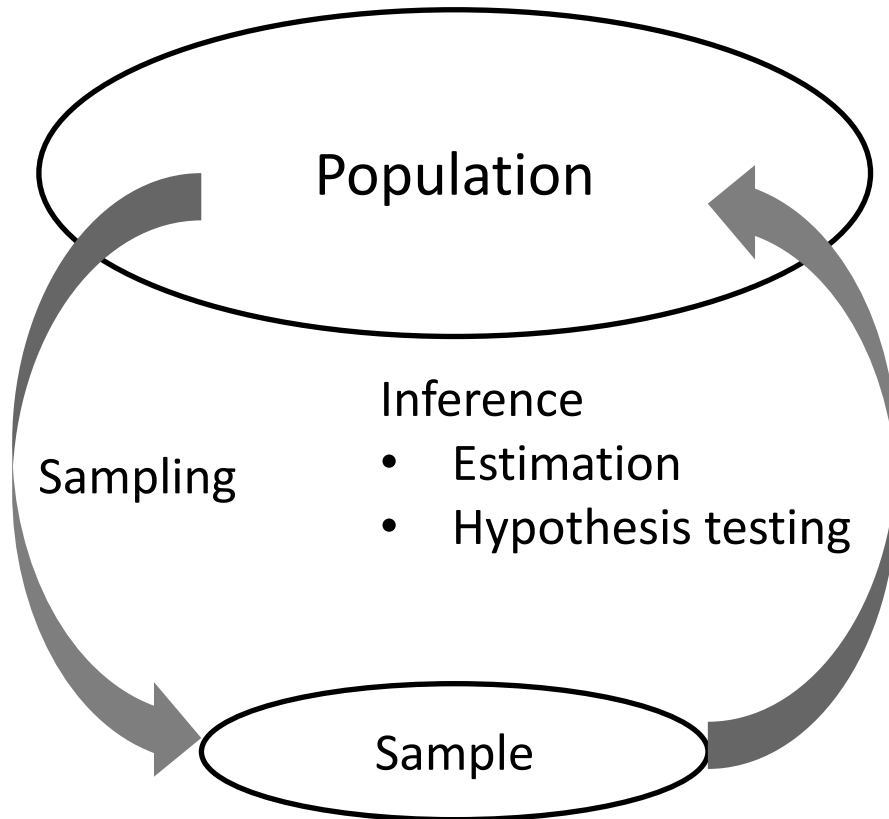 Population
Inference
• Estimation
Sampling
• Hypothesis testing
Sample